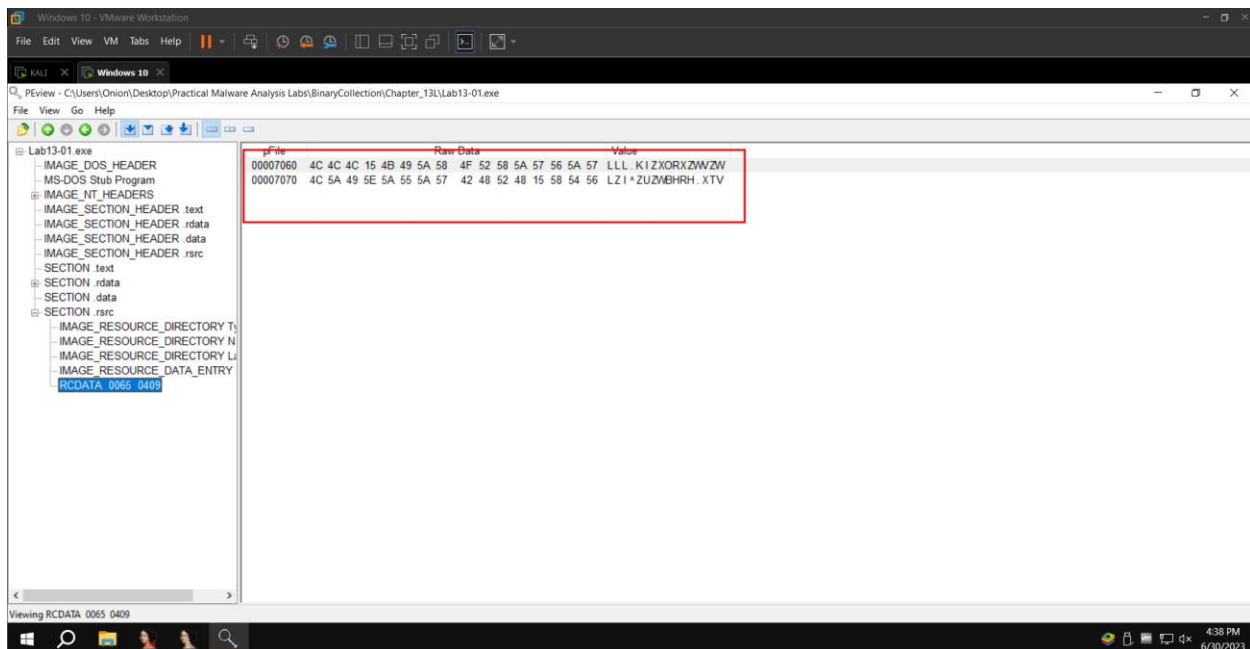 Windows 10 - VMware Workstation
File Edit View VM Tabs Help
KALI
Windows 10
PEview - C:\Users\Onion\Desktop\Practical Malware Analysis Labs\BinaryCollection\Chapter_13L\Lab13-01.exe
File View Go Help
Lab13-01.exe
IMAGE_DOS_HEADER
MS-DOS Stub Program
IMAGE_NT_HEADERS
IMAGE_SECTION_HEADER .text
IMAGE_SECTION_HEADER .rdata
IMAGE_SECTION_HEADER .data
IMAGE_SECTION_HEADER .rsrc
SECTION .text
SECTION .rdata
SECTION .data
SECTION .rsrc
IMAGE_RESOURCE_DIRECTORY Ty
IMAGE_RESOURCE_DIRECTORY N
IMAGE_RESOURCE_DIRECTORY La
IMAGE_RESOURCE_DATA_ENTRY
RCDATA 0065 0409
pFile Raw Data Value
00007060 4C 4C 4C 15 4B 49 5A 58 4F 52 58 5A 57 56 5A 57 LLL.KIZXORXZWVZW
00007070 4C 5A 49 5E 5A 55 5A 57 42 48 52 48 15 58 54 56 LZI^ZUZWBHRH.XTV
Viewing RCDATA 0065 0409
4:38 PM
6/30/2023